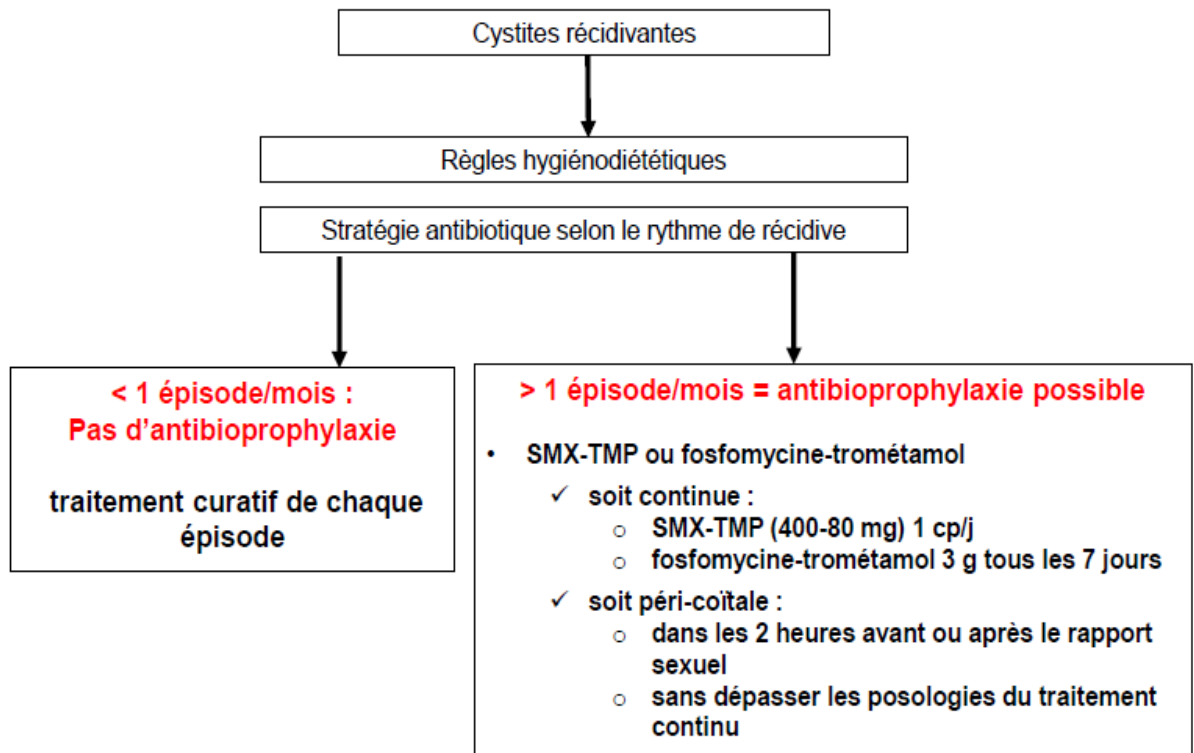 Cystites récidivantes
Règles hygiénodiététiques
Stratégie antibiotique selon le rythme de récidive
< 1 épisode/mois :
Pas d'antibioprophylaxie
traitement curatif de chaque
épisode
> 1 épisode/mois = antibioprophylaxie possible
• SMX-TMP ou fosfomycine-trométamol
✓ soit continue :
o SMX-TMP (400-80 mg) 1 cp/j
o fosfomycine-trométamol 3 g tous les 7 jours
✓ soit péri-coïtale :
o dans les 2 heures avant ou après le rapport
sexuel
o sans dépasser les posologies du traitement
continu